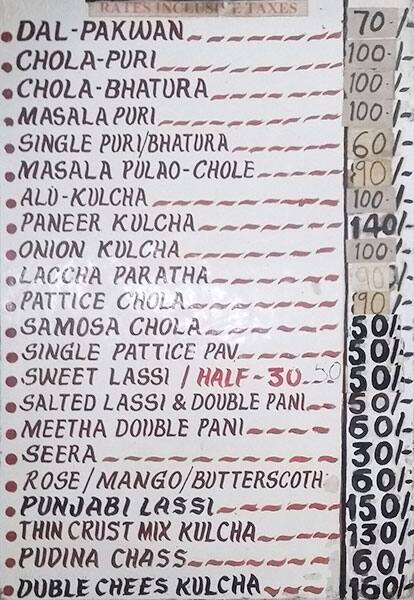 RATES INCLUSIVE TAXES
DAL-PAKWAN 70-/-
CHOLA-PURI 100-/-
CHOLA-BHATURA 100-/-
MASALA PURI 100-/-
SINGLE PURI/BHATURA 60/-
MASALA PULAO-CHOLE 90/-
ALU-KULCHA 100-/-
PANEER KULCHA 140/-
ONION KULCHA 100/-
LACCHA PARATHA 90/-
PATTICE CHOLA 90/-
SAMOSA CHOLA 50/-
SINGLE PATTICE PAV 50/-
SWEET LASSI / HALF-30 50 50/-
SALTED LASSI & DOUBLE PANI 50/-
MEETHA DOUBLE PANI 60/-
SEERA 30/-
ROSE/MANGO/BUTTERSCOTH 60/-
PUNJABI LASSI 150/-
THIN CRUST MIX KULCHA 130/-
PUDINA CHASS 60/-
DUBLE CHEES KULCHA 160/-